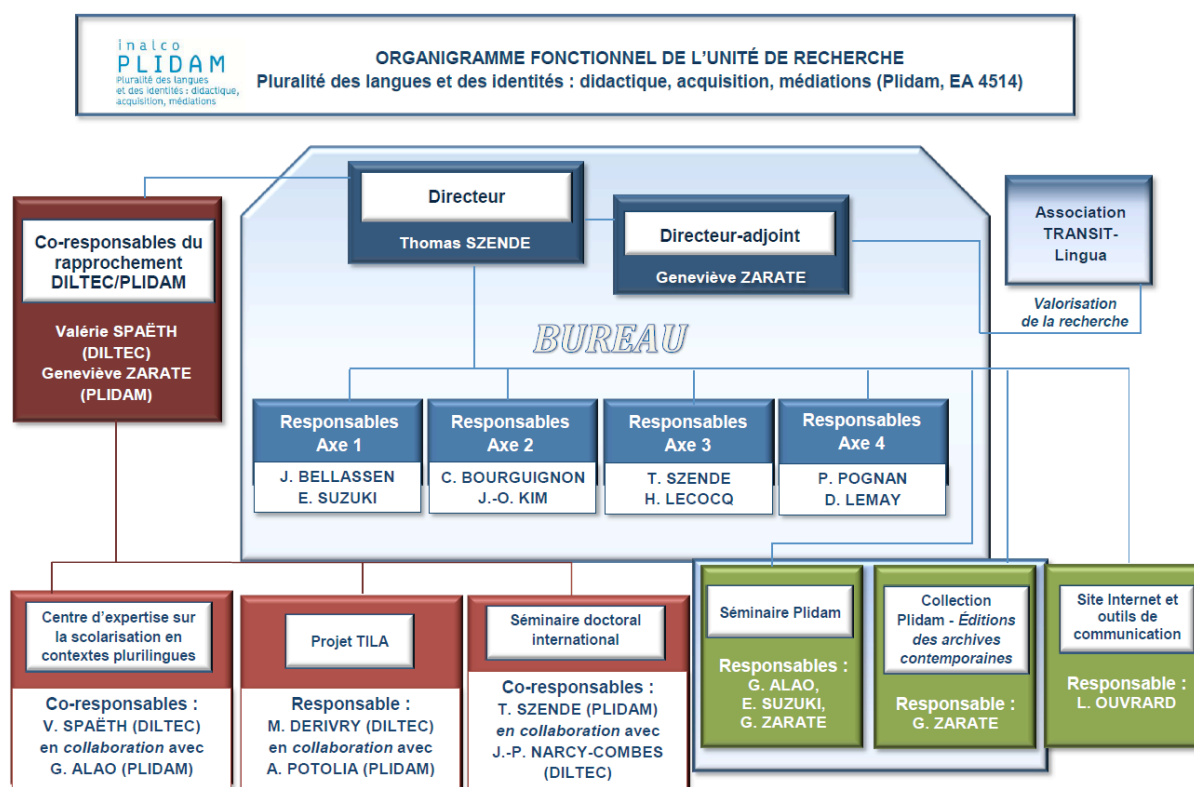 inalco
PLIDAM
Pluralité des langues
et des identités : didactique,
acquisition, médiations
ORGANIGRAMME FONCTIONNEL DE L'UNITÉ DE RECHERCHE
Pluralité des langues et des identités : didactique, acquisition, médiations (Plidam, EA 4514)
Directeur
Thomas SZENDE
Directeur-adjoint
Geneviève ZARATE
Association
TRANSIT-
Lingua
Valorisation
de la recherche
Co-responsables du
rapprochement
DILTEC/PLIDAM
Valérie SPAËTH
(DILTEC)
Geneviève ZARATE
(PLIDAM)
BUREAU
Responsables
Axe 1
J. BELLASSEN
E. SUZUKI
Responsables
Axe 2
C. BOURGUIGNON
J.-O. KIM
Responsables
Axe 3
T. SZENDE
H. LECOCQ
Responsables
Axe 4
P. POGNAN
D. LEMAY
Centre d'expertise sur
la scolarisation en
contextes plurilingues
Co-responsables :
V. SPAËTH (DILTEC)
en collaboration avec
G. ALAO (PLIDAM)
Projet TILA
Responsable :
M. DERIVRY (DILTEC)
en collaboration avec
A. POTOLIA (PLIDAM)
Séminaire doctoral
international
Co-responsables :
T. SZENDE (PLIDAM)
en collaboration avec
J.-P. NARCY-COMBES
(DILTEC)
Séminaire Plidam
Responsables :
G. ALAO,
E. SUZUKI,
G. ZARATE
Collection
Plidam - Éditions
des archives
contemporaines
Responsable :
G. ZARATE
Site Internet et
outils de
communication
Responsable :
L. OUVRARD